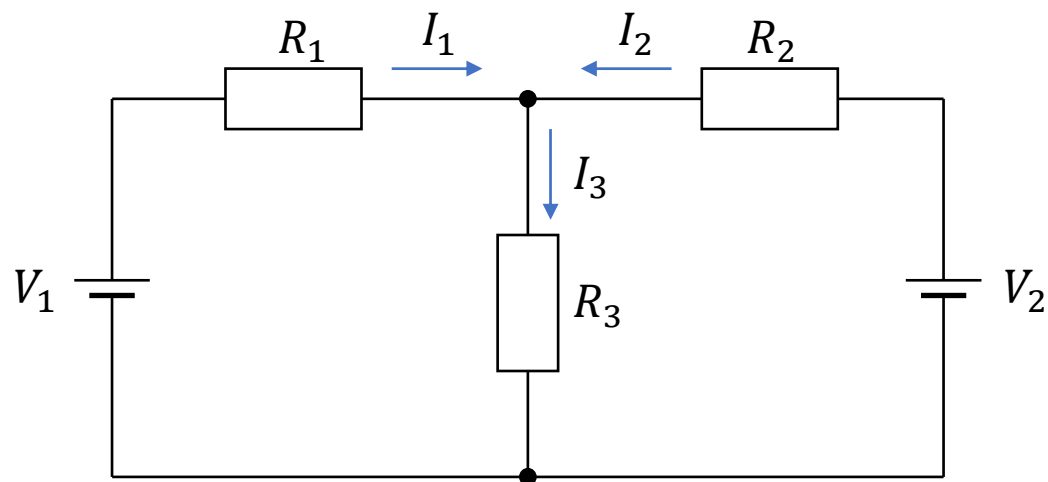 R₁ I₁ I₂ R₂
I₃
V₁ R₃ V₂